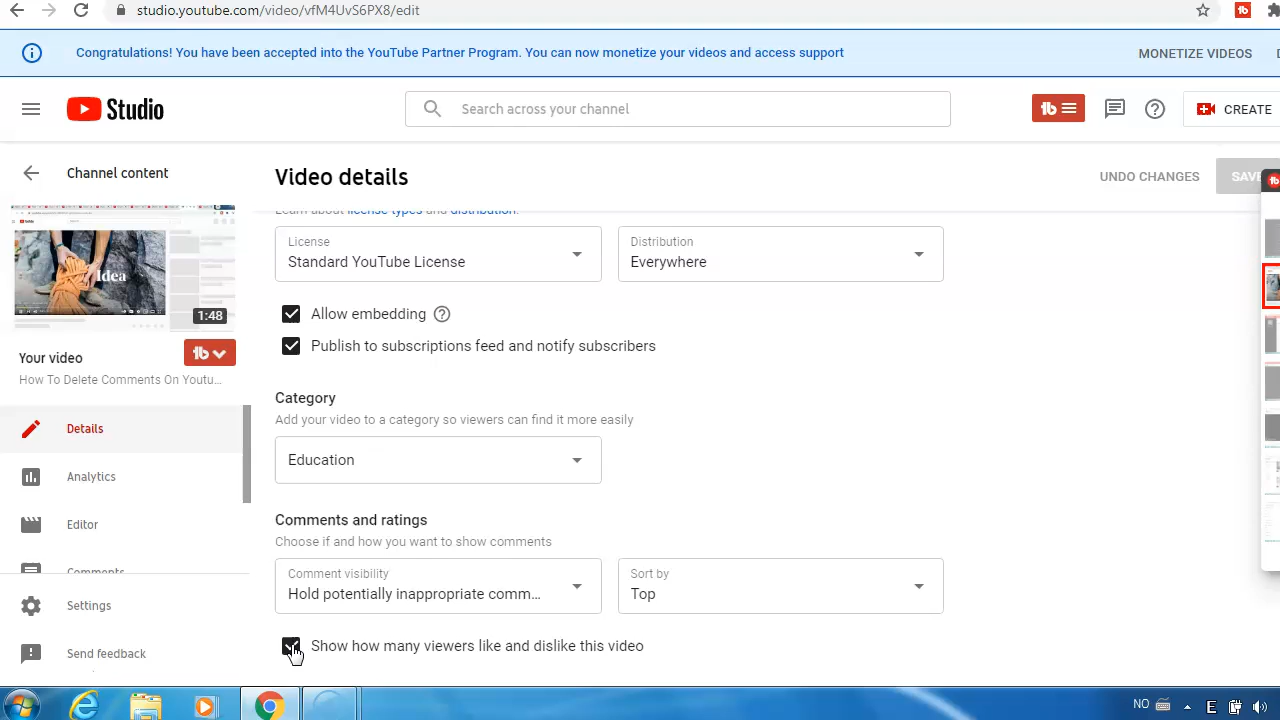 studio.youtube.com/video/vfM4UvS6PX8/edit
Congratulations! You have been accepted into the YouTube Partner Program. You can now monetize your videos and access support
MONETIZE VIDEOS
Studio
Search across your channel
CREATE
Channel content
Video details
UNDO CHANGES
SAVE
Learn about license types and distribution.
License
Standard YouTube License
Distribution
Everywhere
Idea
1:48
Allow embedding
Publish to subscriptions feed and notify subscribers
Your video
How To Delete Comments On Youtu...
Category
Add your video to a category so viewers can find it more easily
Education
Details
Analytics
Editor
Comments
Settings
Send feedback
Comments and ratings
Choose if and how you want to show comments
Comment visibility
Hold potentially inappropriate comm...
Sort by
Top
Show how many viewers like and dislike this video
NO